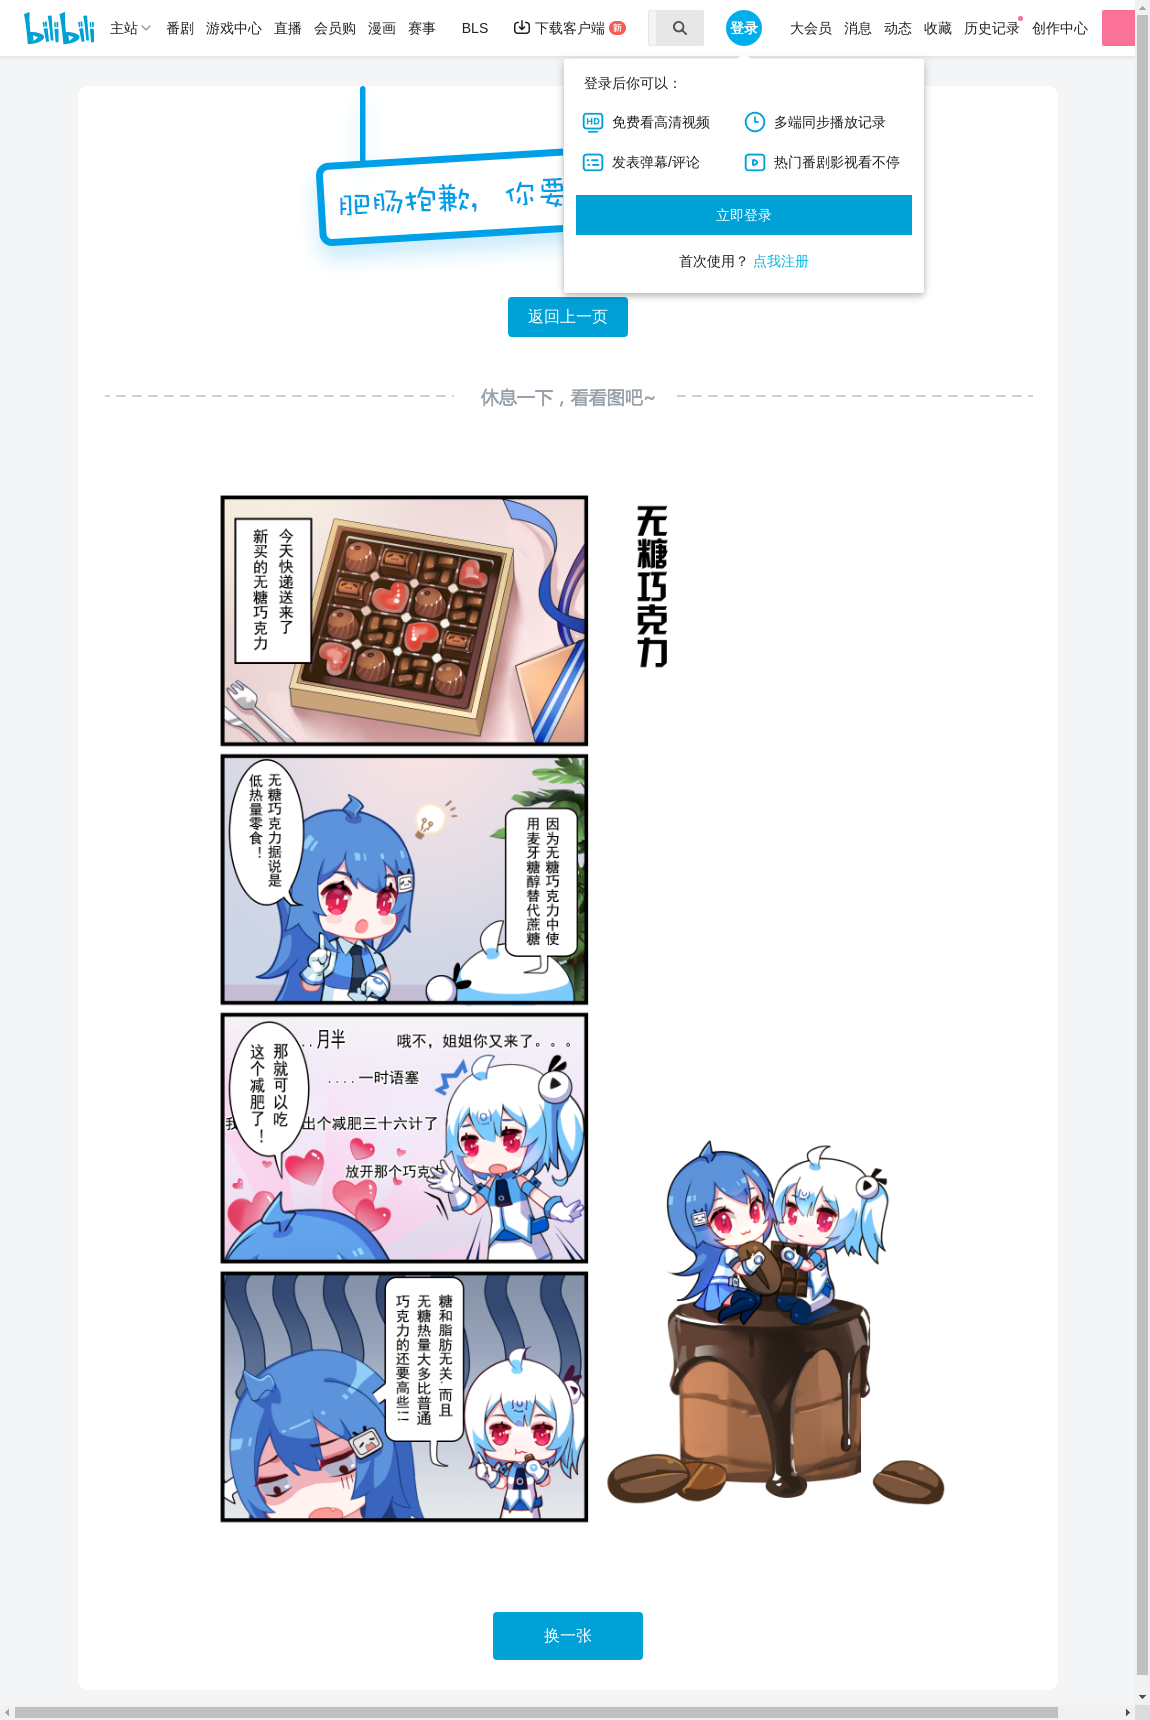 bilibili
主站
番剧
游戏中心
直播
会员购
漫画
赛事
BLS
下载客户端
新
登录
大会员
消息
动态
收藏
历史记录
创作中心
登录后你可以：
免费看高清视频
多端同步播放记录
发表弹幕/评论
热门番剧影视看不停
立即登录
首次使用？ 点我注册
肥肠抱歉，你要
返回上一页
休息一下，看看图吧~
无糖巧克力
今天快递送来了
新买的无糖巧克力
无糖巧克力据说是
低热量零食！
因为无糖巧克力中使
用麦牙糖醇替代蔗糖
那就可以吃
这个减肥了！
..月半
哦不，姐姐你又来了。。。
....一时语塞
我
出个减肥三十六计了
放开那个巧克力
糖和脂肪无关，而且
无糖热量大多比普通
巧克力的还要高些!!
换一张